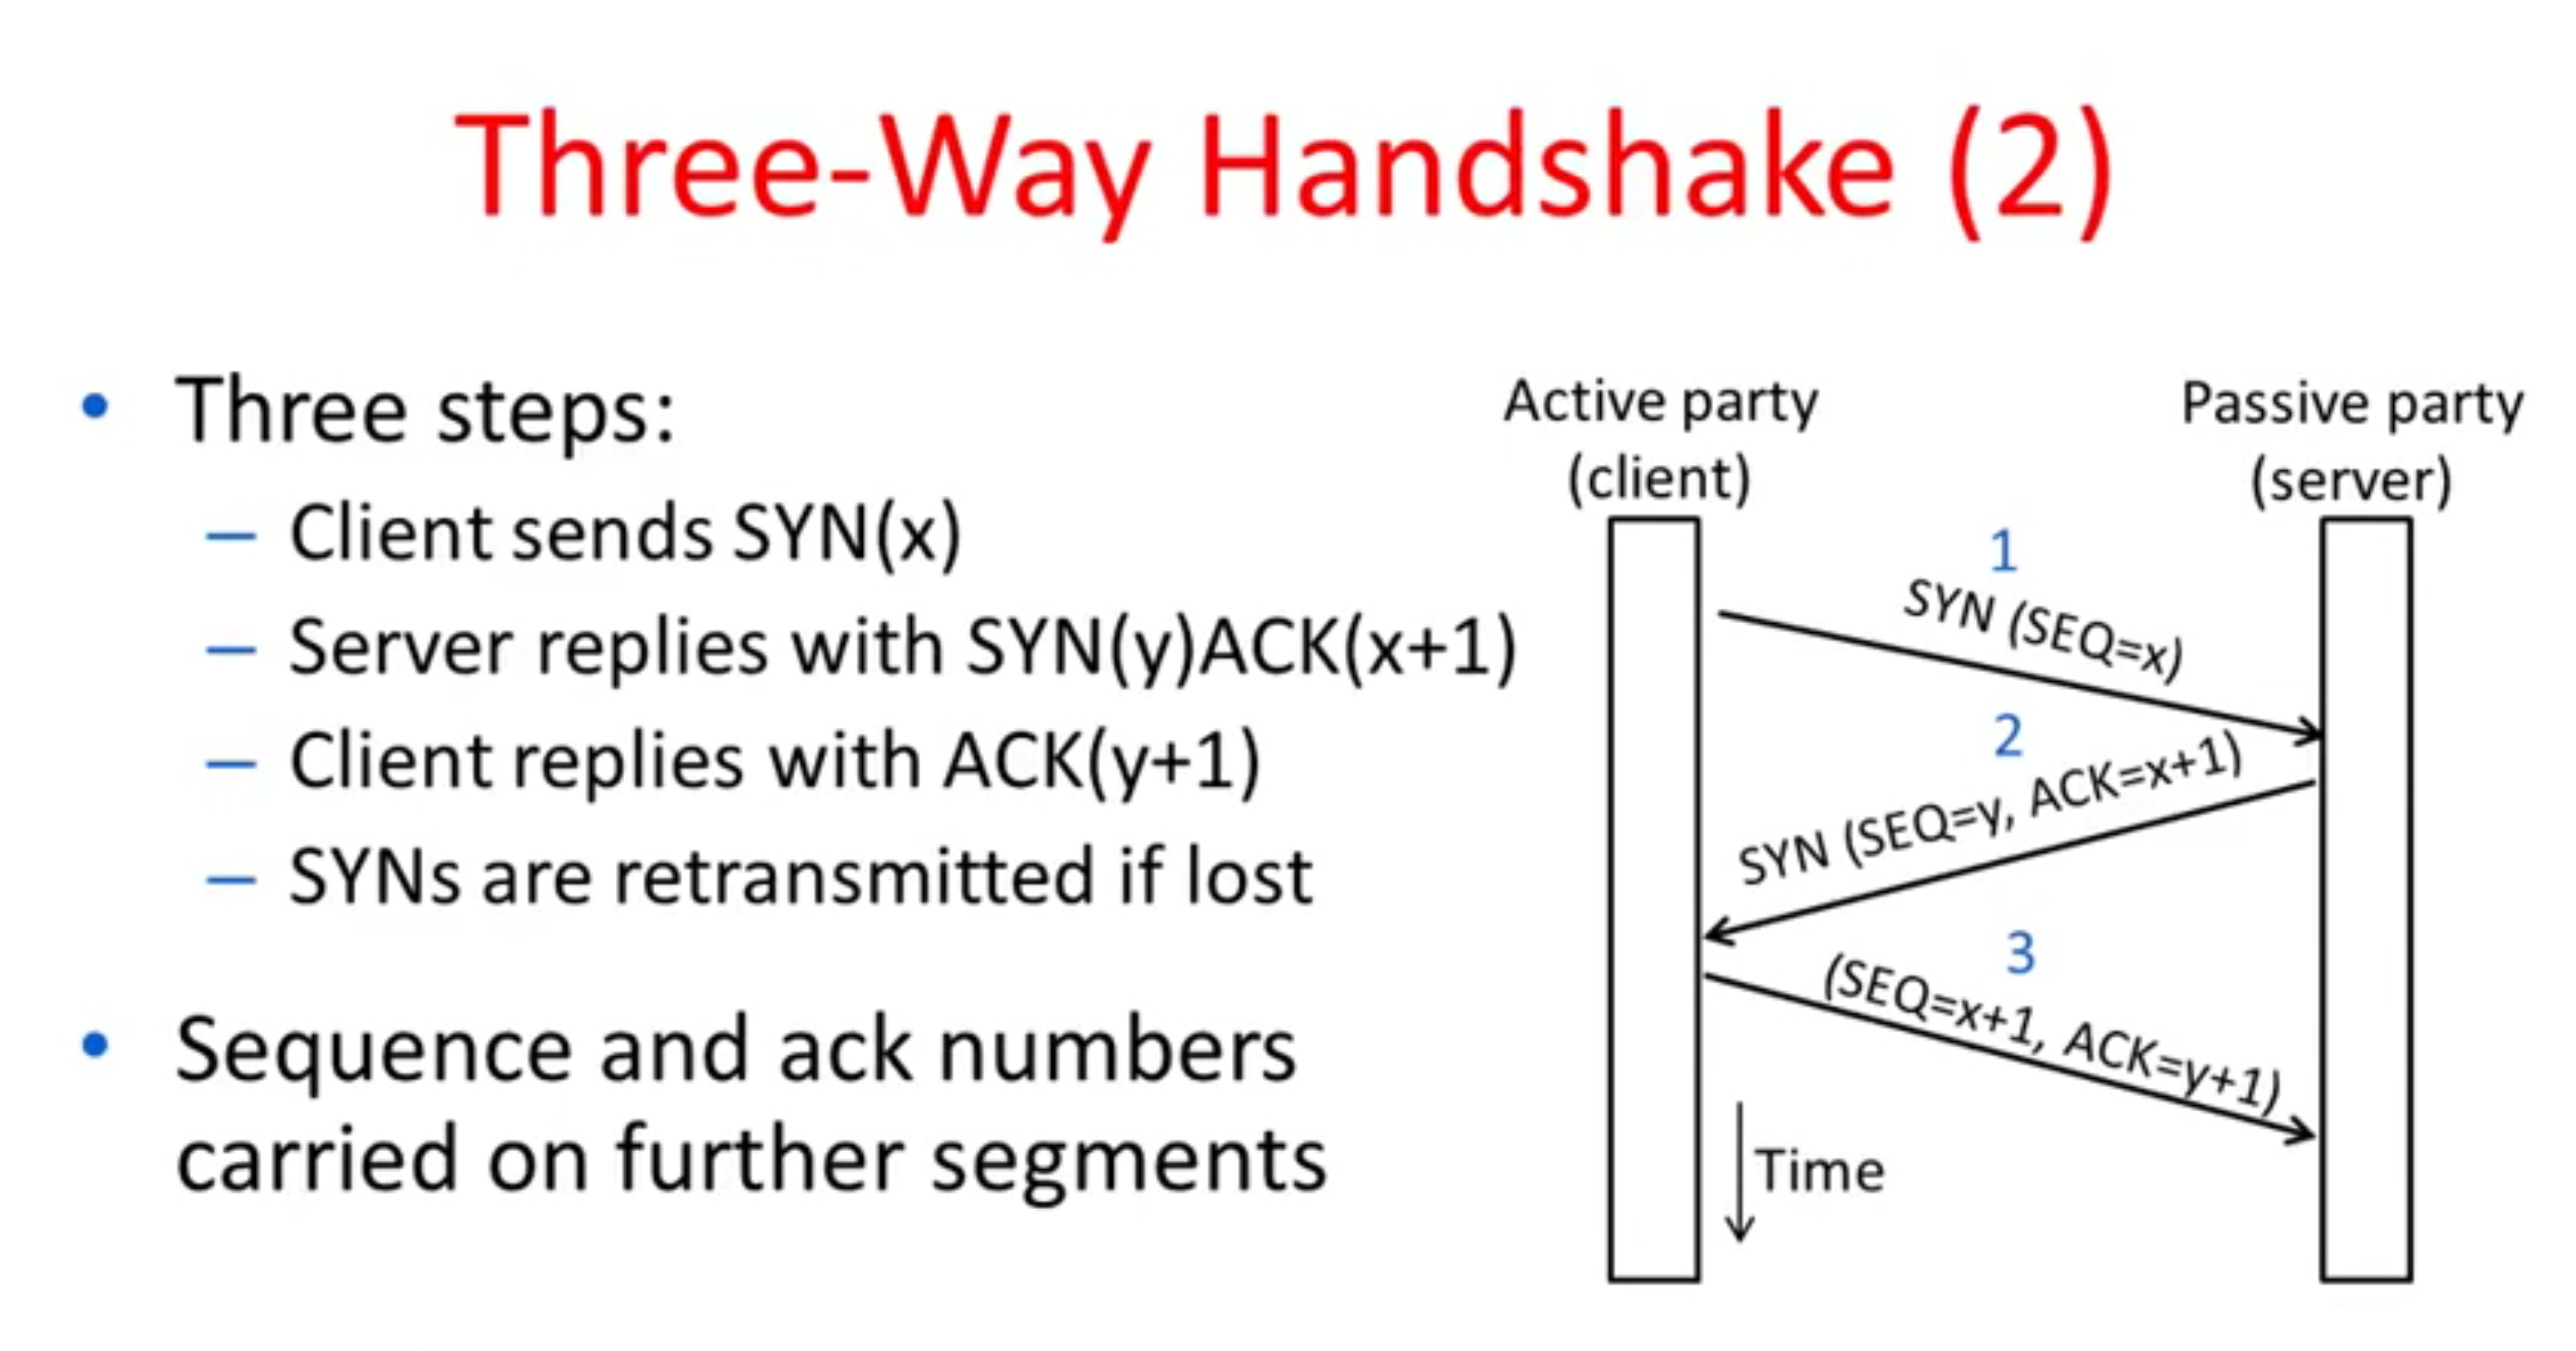 Three-Way Handshake (2)
• Three steps:
– Client sends SYN(x)
– Server replies with SYN(y)ACK(x+1)
– Client replies with ACK(y+1)
– SYNs are retransmitted if lost
• Sequence and ack numbers
carried on further segments
Active party
(client)
Passive party
(server)
1
SYN (SEQ=x)
2
SYN (SEQ=y, ACK=x+1)
3
(SEQ=x+1, ACK=y+1)
Time